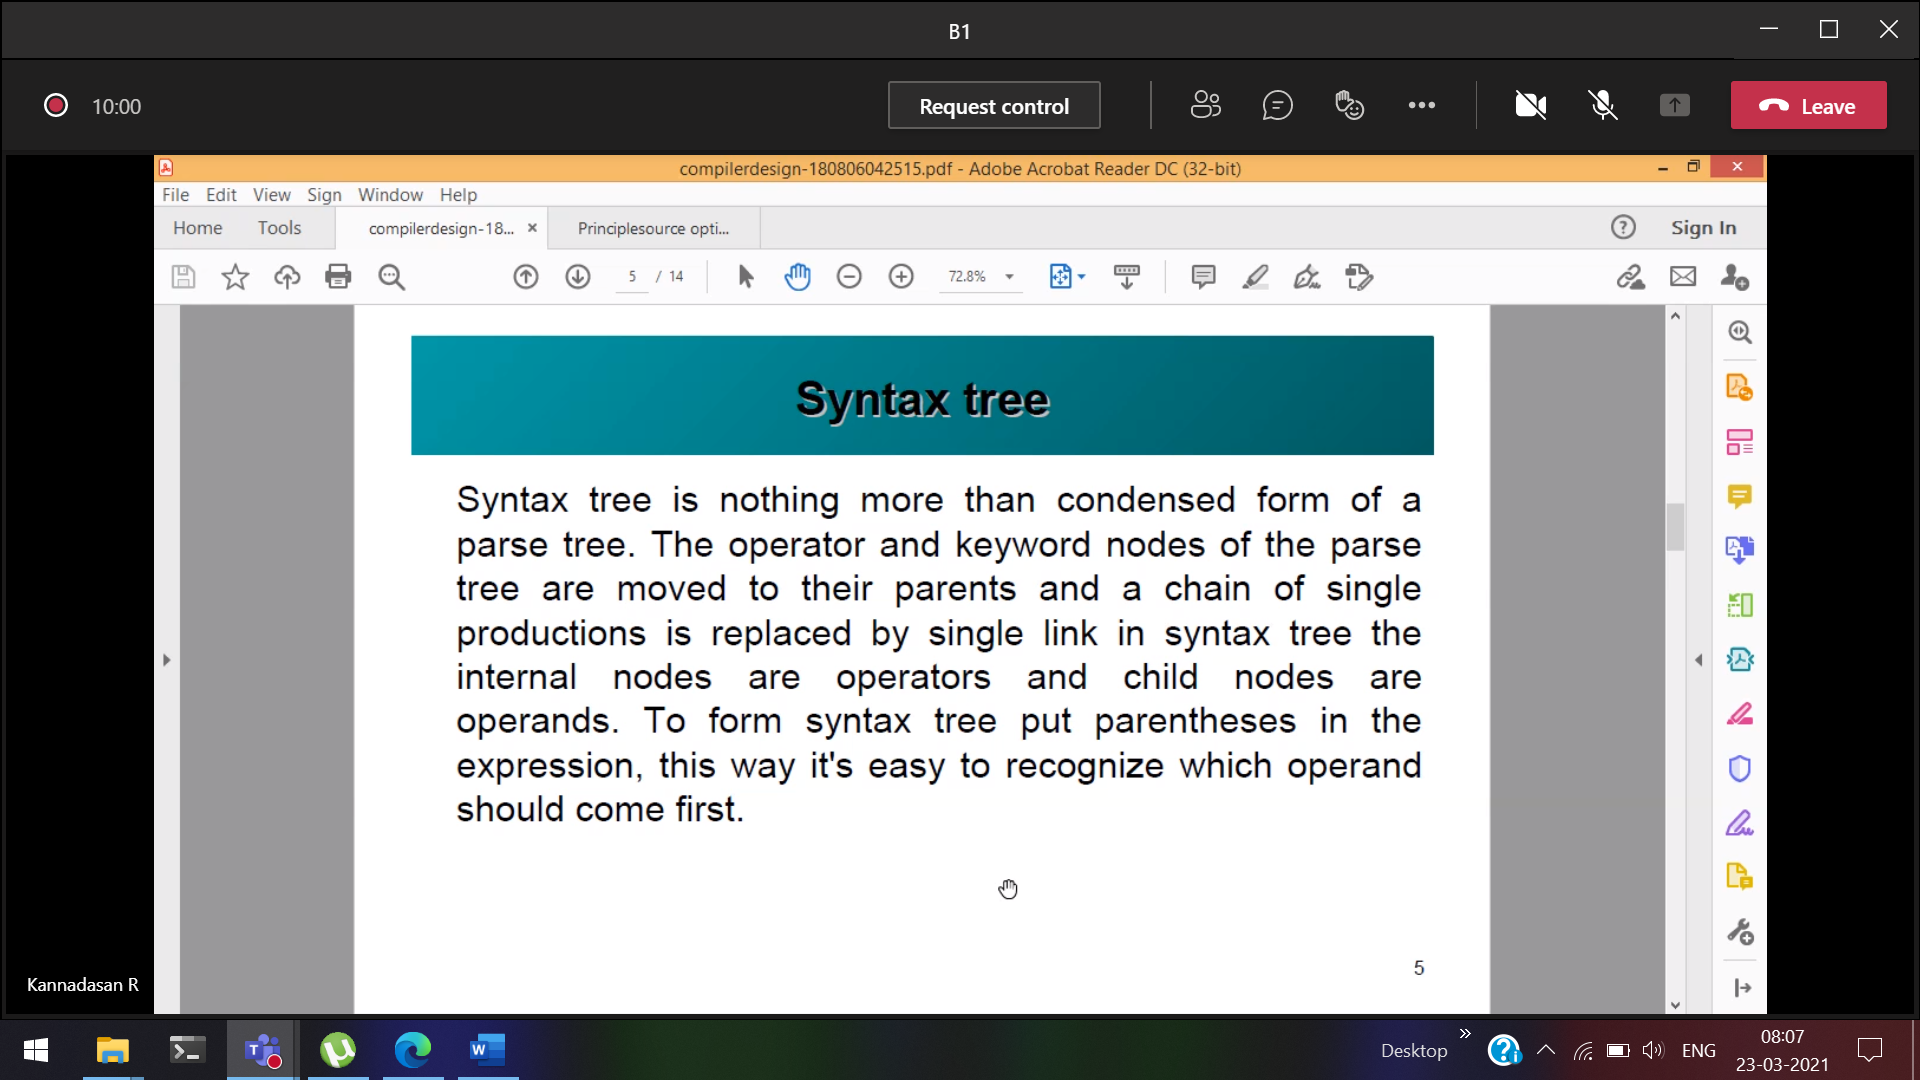 B1
10:00
Request control
Leave
compilerdesign-180806042515.pdf - Adobe Acrobat Reader DC (32-bit)
File Edit View Sign Window Help
Home Tools compilerdesign-18... × Principlesource opti... Sign In
5 / 14 72.8%
Syntax tree
Syntax tree is nothing more than condensed form of a
parse tree. The operator and keyword nodes of the parse
tree are moved to their parents and a chain of single
productions is replaced by single link in syntax tree the
internal nodes are operators and child nodes are
operands. To form syntax tree put parentheses in the
expression, this way it's easy to recognize which operand
should come first.
5
Kannadasan R
Desktop ENG 08:07
23-03-2021